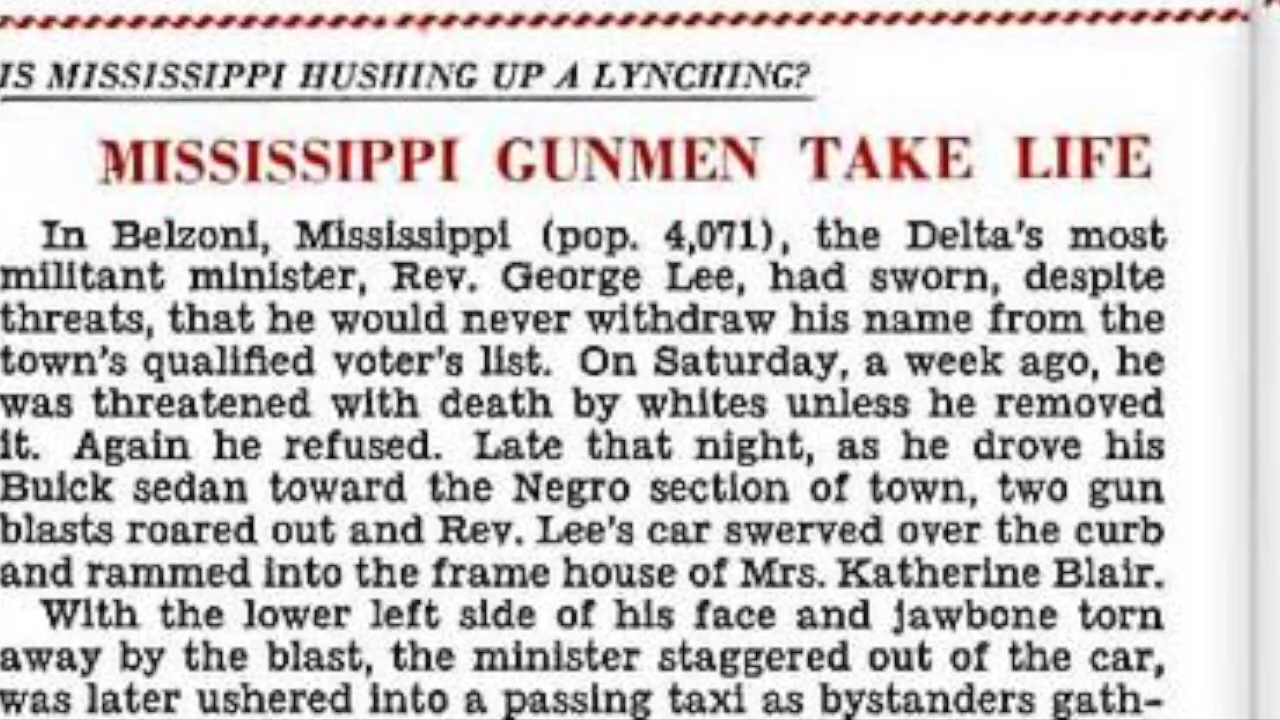 IS MISSISSIPPI HUSHING UP A LYNCHING?
MISSISSIPPI GUNMEN TAKE LIFE
In Belzoni, Mississippi (pop. 4,071), the Delta's most
militant minister, Rev. George Lee, had sworn, despite
threats, that he would never withdraw his name from the
town's qualified voter's list. On Saturday, a week ago, he
was threatened with death by whites unless he removed
it. Again he refused. Late that night, as he drove his
Buick sedan toward the Negro section of town, two gun
blasts roared out and Rev. Lee's car swerved over the curb
and rammed into the frame house of Mrs. Katherine Blair.
With the lower left side of his face and jawbone torn
away by the blast, the minister staggered out of the car,
was later ushered into a passing taxi as bystanders gath-